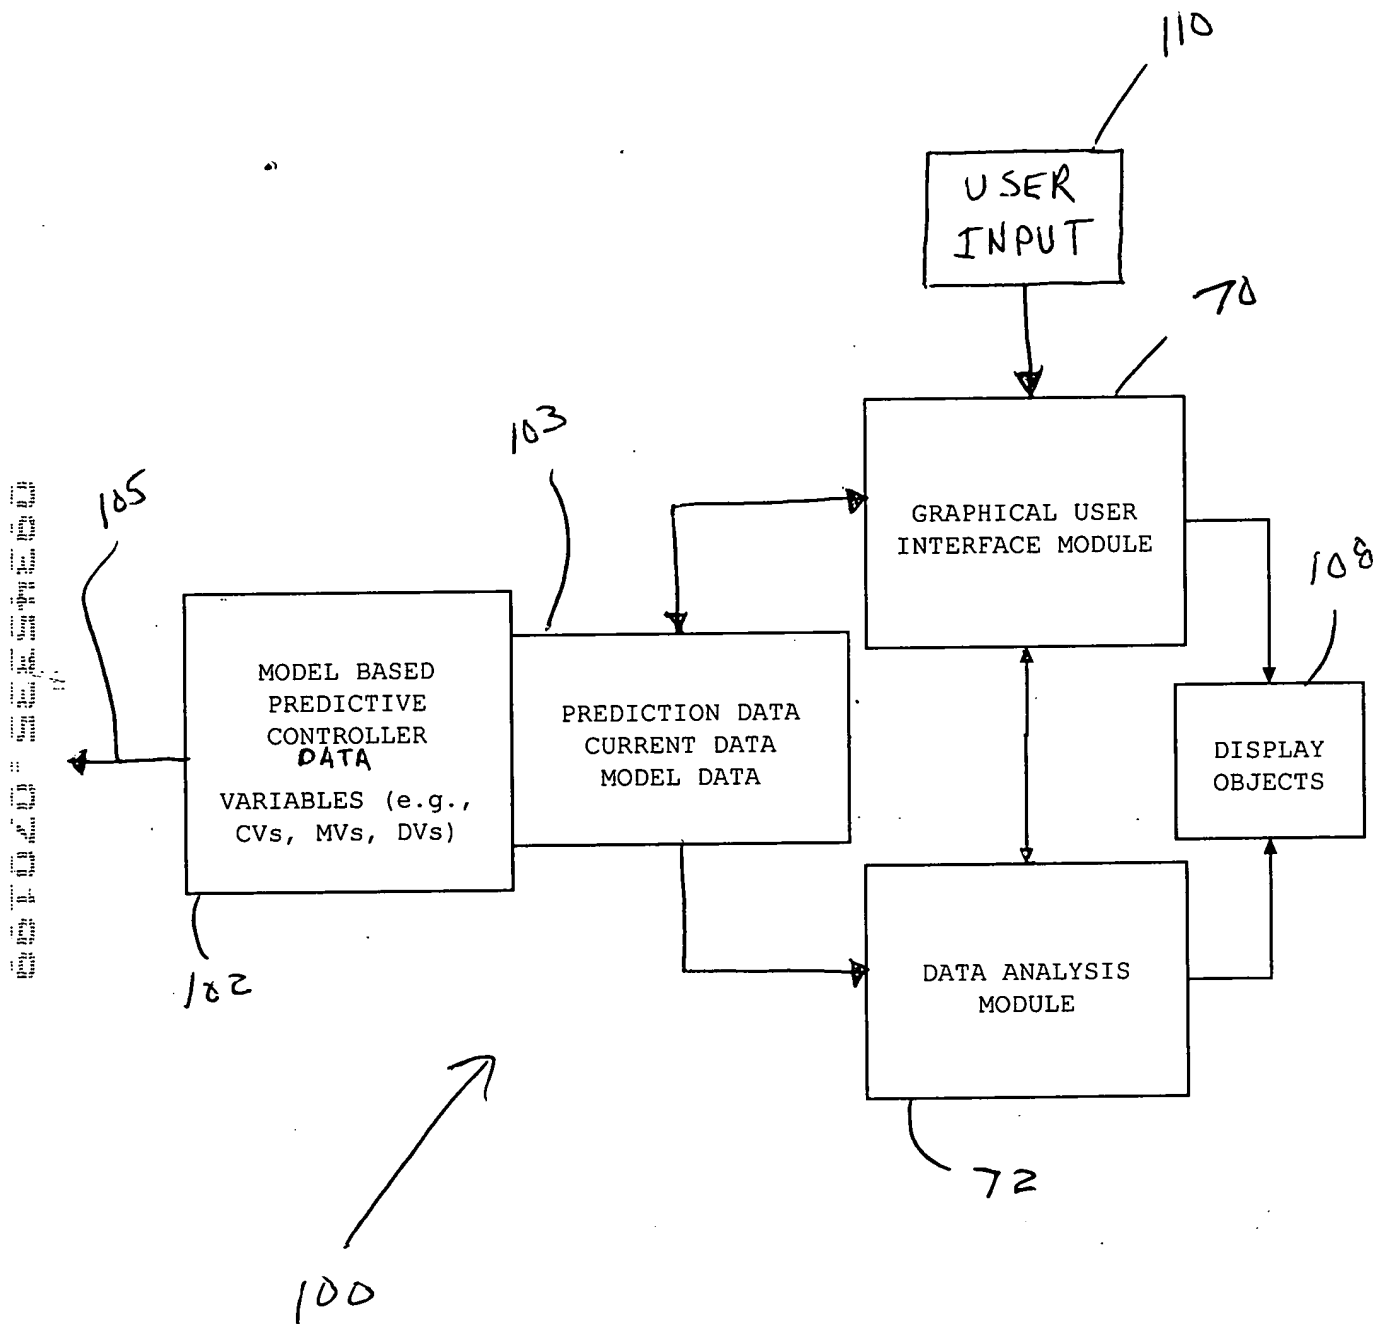 110
USER
INPUT
70
103
105
GRAPHICAL USER
INTERFACE MODULE
108
MODEL BASED
PREDICTIVE
CONTROLLER
DATA
VARIABLES (e.g.,
CVs, MVs, DVs)
PREDICTION DATA
CURRENT DATA
MODEL DATA
DISPLAY
OBJECTS
102
DATA ANALYSIS
MODULE
72
100